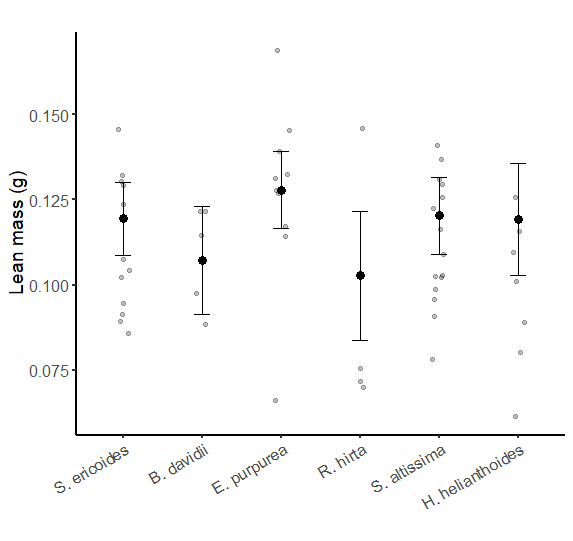 Lean mass (g)
0.150
0.125
0.100
0.075
S. ericoides
B. davidii
E. purpurea
R. hirta
S. altissima
H. helianthoides